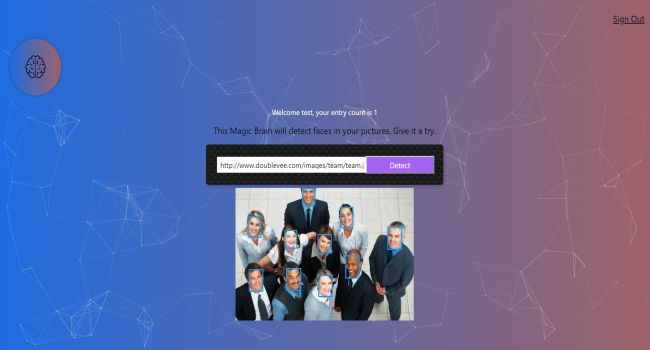 Sign Out
Welcome test, your entry count is 1
This Magic Brain will detect faces in your pictures. Give it a try.
http://www.doublevee.com/images/team/team.j
Detect